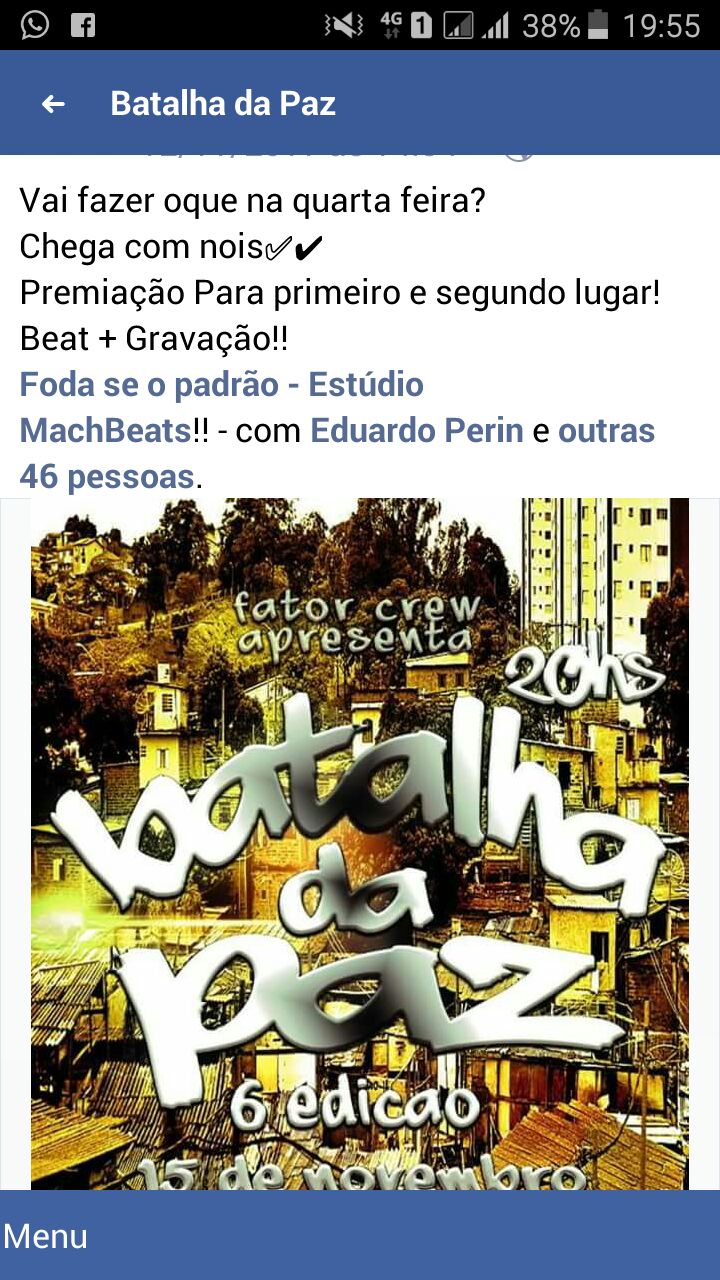 4G 1 38% 19:55
Batalha da Paz
Vai fazer oque na quarta feira?
Chega com nois✅✔
Premiação Para primeiro e segundo lugar!
Beat + Gravação!!
Foda se o padrão - Estúdio
MachBeats!! - com Eduardo Perin e outras
46 pessoas.
fator crew
apresenta
20hs
batalha
da
paz
6 edicao
15 de novembro
Menu